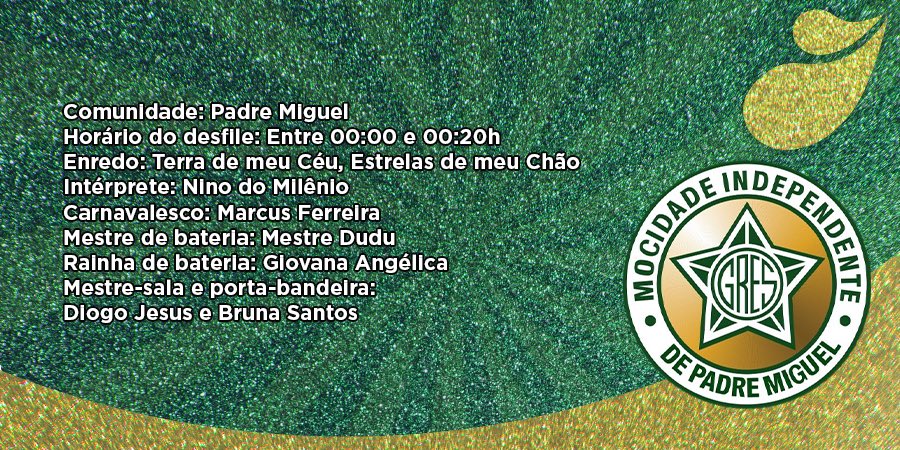 Comunidade: Padre Miguel
Horário do desfile: Entre 00:00 e 00:20h
Enredo: Terra de meu Céu, Estrelas de meu Chão
Intérprete: Nino do Milênio
Carnavalesco: Marcus Ferreira
Mestre de bateria: Mestre Dudu
Rainha de bateria: Giovana Angélica
Mestre-sala e porta-bandeira:
Diogo Jesus e Bruna Santos
MOCIDADE INDEPENDENTE
GRES
DE PADRE MIGUEL